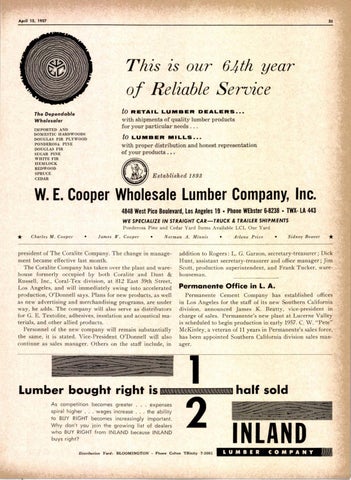 April 15, 1957
31
This is our 64th year
of Reliable Service
The Dependable
Wholesaler
IMPORTED AND
DOMESTIC HARDWOODS
DOUGLAS FIR PLYWOOD
PONDEROSA PINE
DOUGLAS FIR
SUGAR PINE
WHITE FIR
HEMLOCK
REDWOOD
SPRUCE
CEDAR
to RETAIL LUMBER DEALERS...
with shipments of quality lumber products
for your particular needs...
to LUMBER MILLS...
with proper distribution and honest representation
of your products...
Established 1893
W. E. Cooper Wholesale Lumber Company, Inc.
4848 West Pico Boulevard, Los Angeles 19 • Phone WEbster 6-8238 • TWX- LA 443
WE SPECIALIZE IN STRAIGHT CAR—TRUCK & TRAILER SHIPMENTS
Ponderosa Pine and Cedar Yard Items Available LCL Our Yard
★ Charles M. Cooper • James W. Cooper • Norman A. Minnis • Arlene Price • Sidney Beaver ★
president of The Coralite Company. The change in manage-
ment became effective last month.
The Coralite Company has taken over the plant and ware-
house formerly occupied by both Coralite and Hunt &
Russell, Inc., Coral-Tex division, at 812 East 59th Street,
Los Angeles, and will immediately swing into accelerated
production, O'Donnell says. Plans for new products, as well
as new advertising and merchandising programs, are under
way, he adds. The company will also serve as distributors
for G. E. Textolite, adhesives, insulation and acoustical ma-
terials, and other allied products.
Personnel of the new company will remain substantially
the same, it is stated. Vice-President O'Donnell will also
continue as sales manager. Others on the staff include, in
addition to Rogers: L. G. Garson, secretary-treasurer; Dick
Hunt, assistant secretary-treasurer and office manager; Jim
Scott, production superintendent, and Frank Tucker, ware-
houseman.
Permanente Office in L. A.
Permanente Cement Company has established offices
in Los Angeles for the staff of its new Southern California
division, announced James K. Beatty, vice-president in
charge of sales. Permanente's new plant at Lucerne Valley
is scheduled to begin production in early 1957. C. W. "Pete"
McKinley, a veteran of 11 years in Permanente's sales force,
has been appointed Southern California division sales man-
ager.
Lumber bought right is 1 2 half sold
As competition becomes greater . . . expenses
spiral higher . . . wages increase . . . the ability
to BUY RIGHT becomes increasingly important.
Why don't you join the growing list of dealers
who BUY RIGHT from INLAND because INLAND
buys right?
INLAND
LUMBER COMPANY
Distribution Yard: BLOOMINGTON - Phone Colton TRinity 7-2001